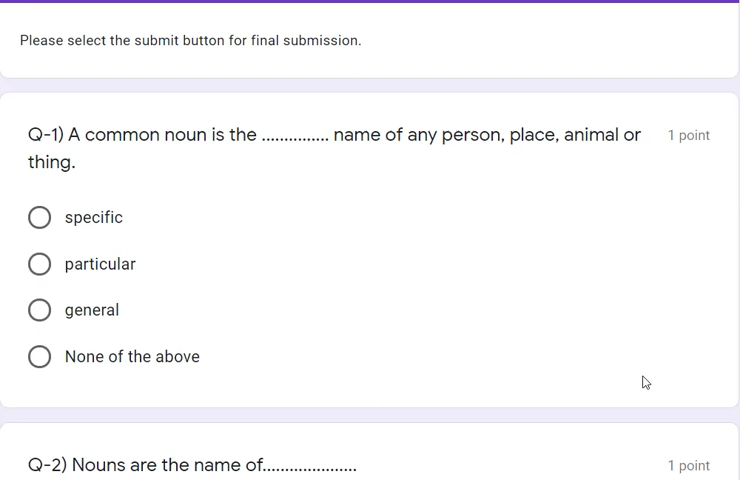 Please select the submit button for final submission.
Q-1) A common noun is the ............... name of any person, place, animal or
1 point
thing.
specific
particular
general
None of the above
Q-2) Nouns are the name of.....................
1 point